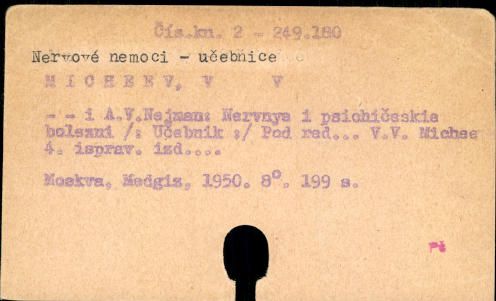 Čís.kn. 2 - 249.180
Nervové nemoci - učebnice
MICHEEV, V V
- - i A.V.Nejman: Nervnye i psichičeskie
bolezni /: Učebnik :/ Pod red... V.V. Michee
4. isprav. izd....
Moskva, Medgiz, 1950. 8°. 199 s.
Pš